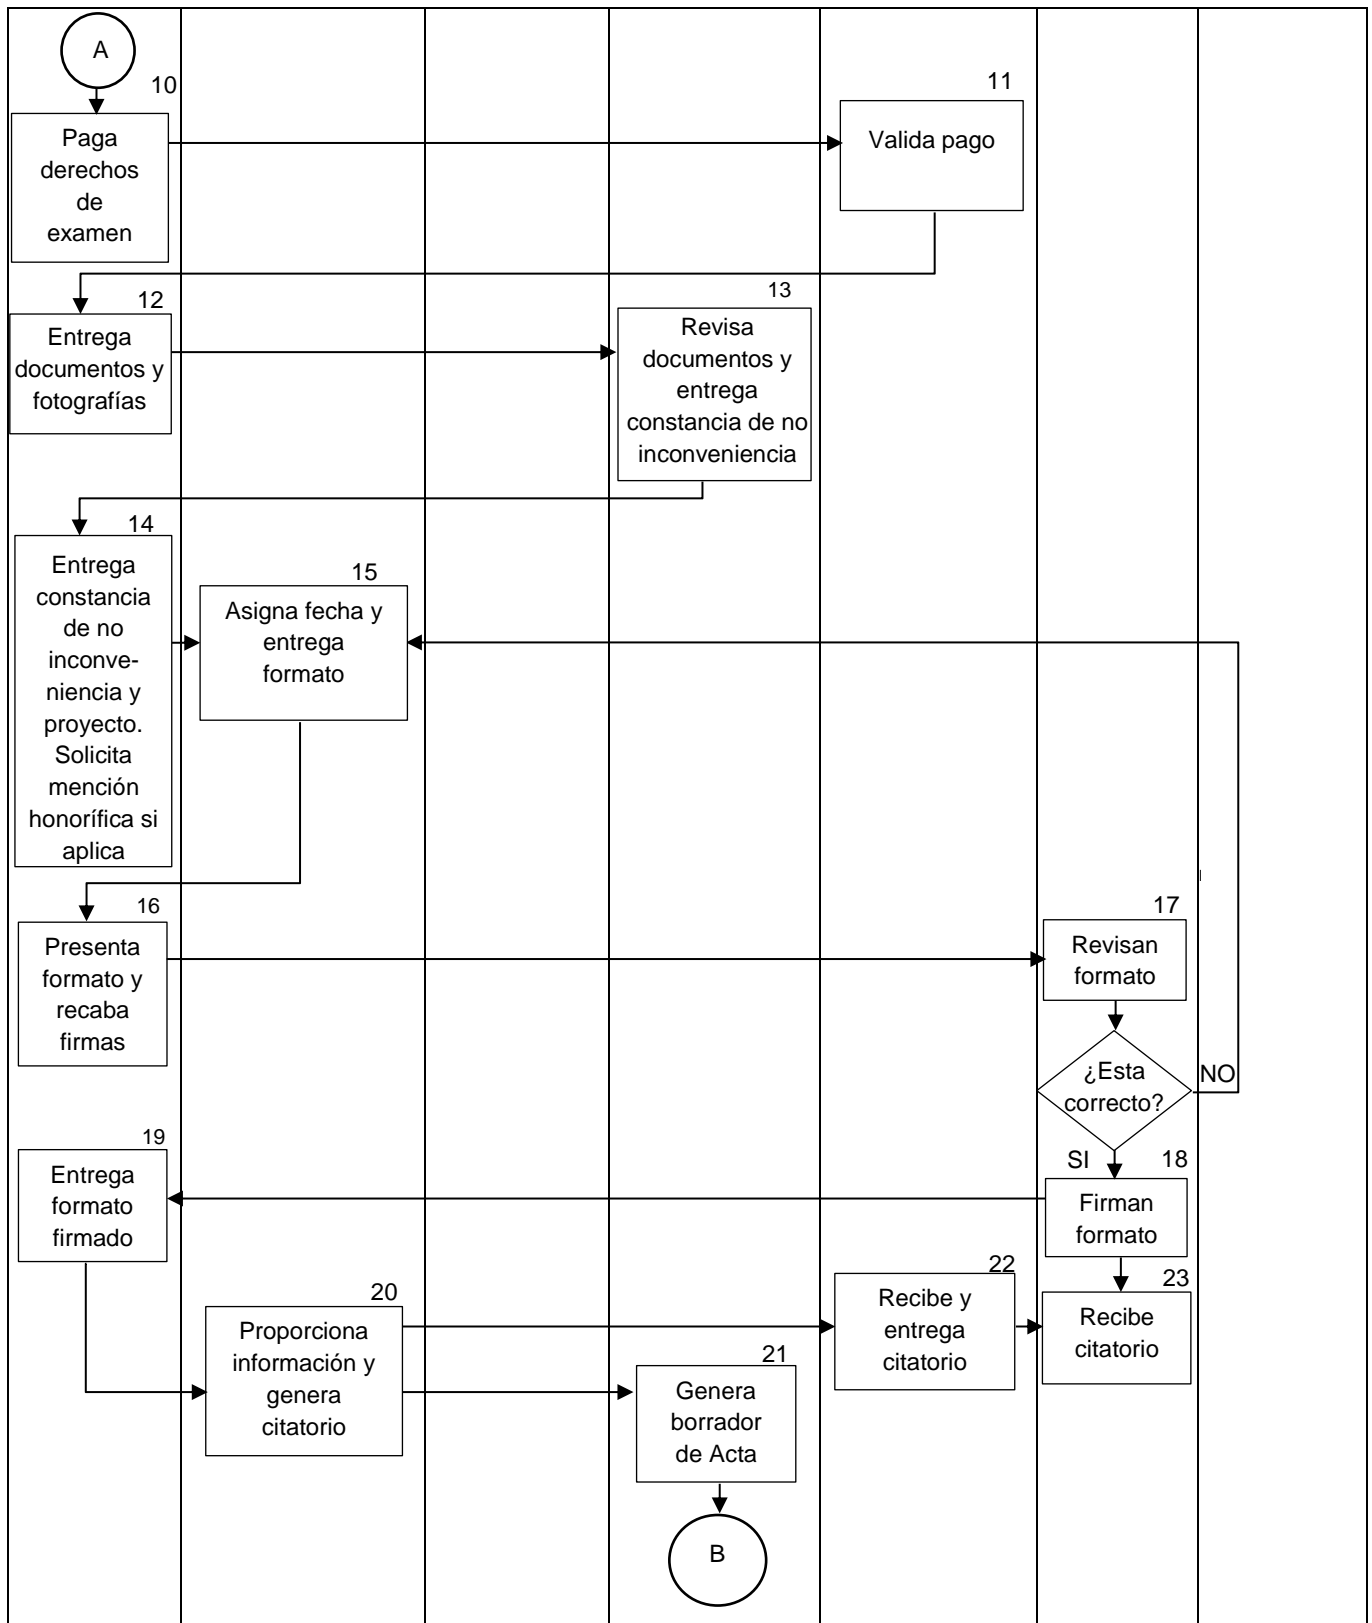 A
10
11
Paga
derechos
de
examen
Valida pago
12
13
Entrega
documentos y
fotografías
Revisa
documentos y
entrega
constancia de no
inconveniencia
14
15
Entrega
constancia
de no
inconve-
niencia y
proyecto.
Solicita
mención
honorífica si
aplica
Asigna fecha y
entrega
formato
16
17
Presenta
formato y
recaba
firmas
Revisan
formato
¿Esta
correcto?
NO
SI
18
19
Entrega
formato
firmado
Firman
formato
20
22
23
Proporciona
información y
genera
citatorio
Recibe y
entrega
citatorio
Recibe
citatorio
21
Genera
borrador
de Acta
B